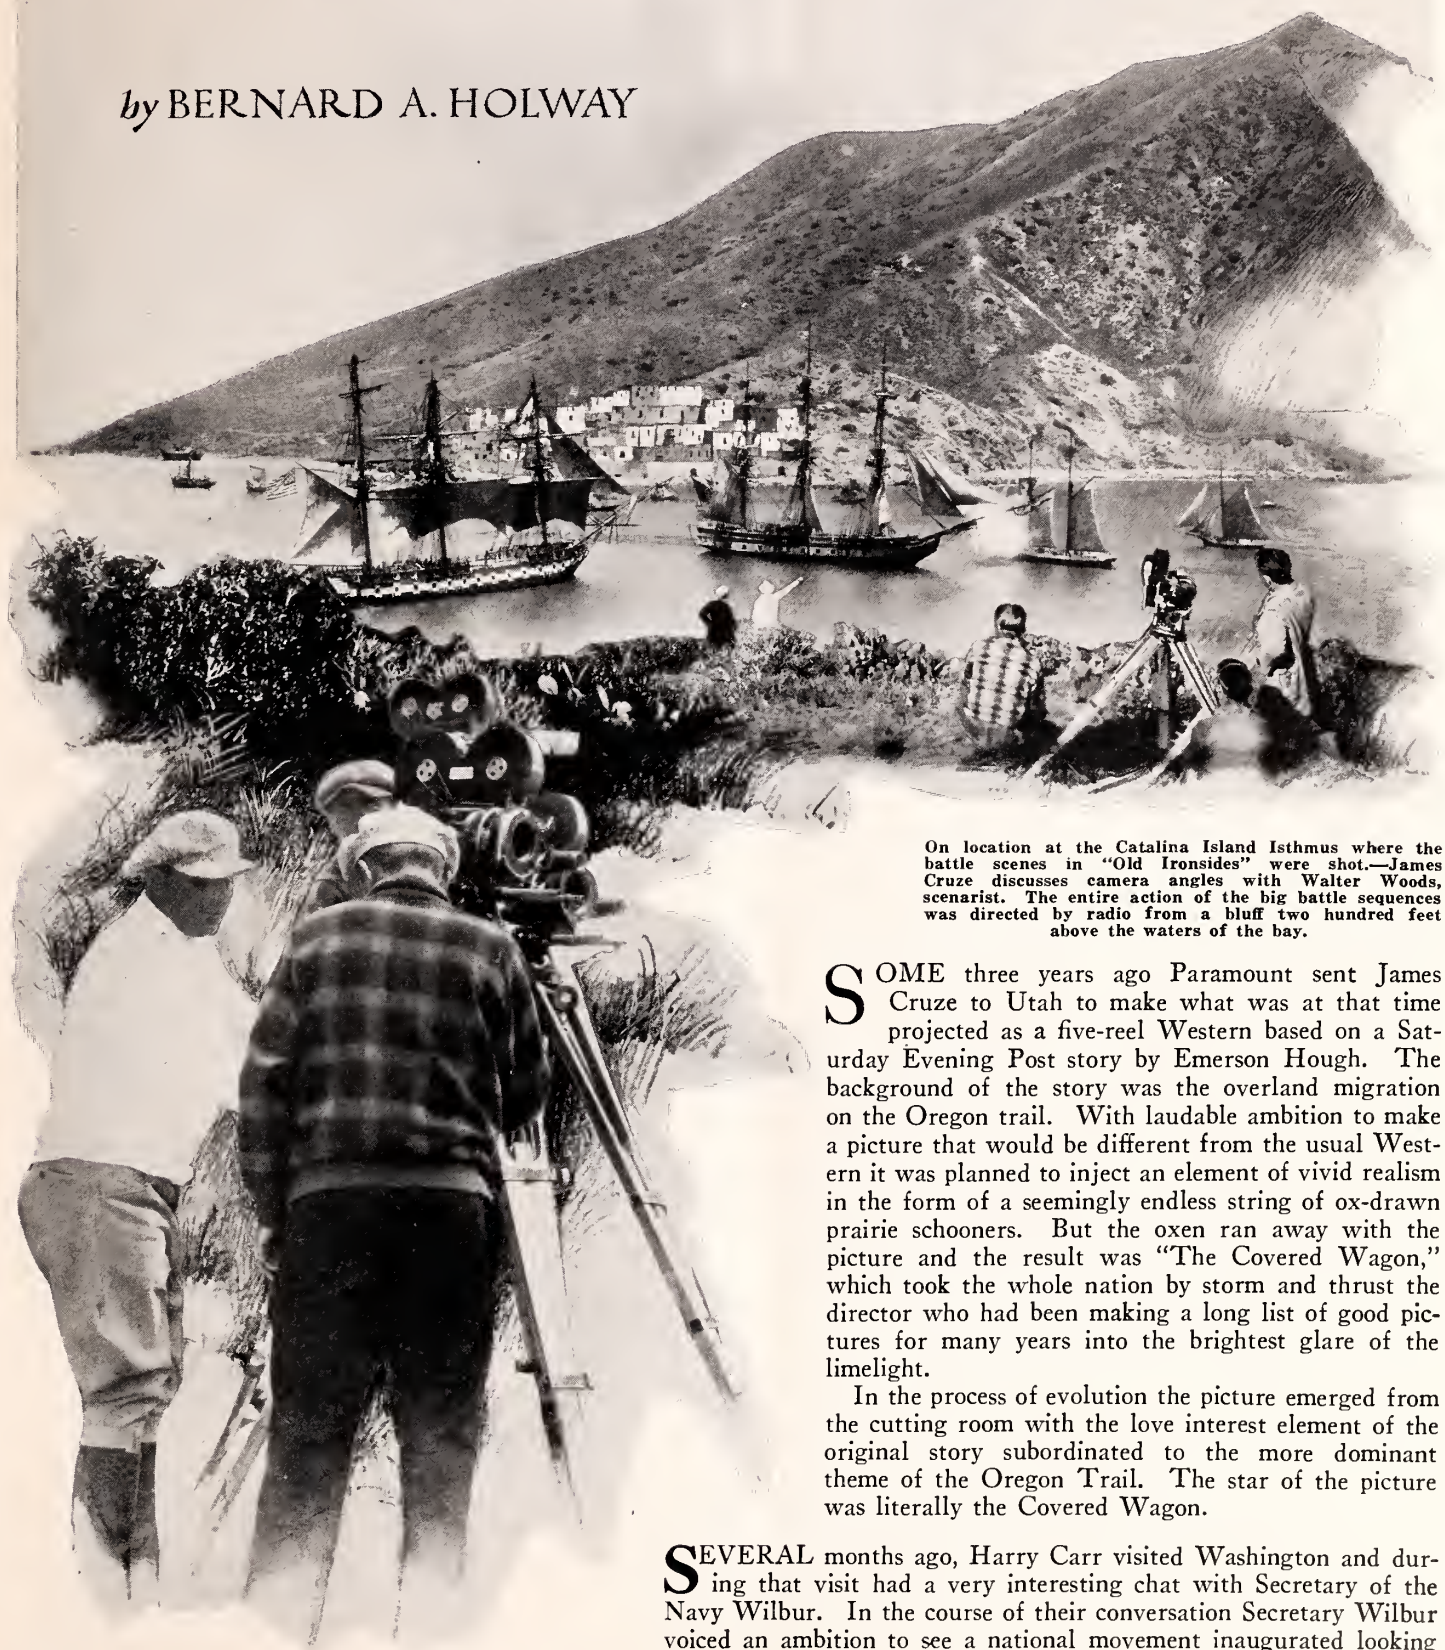 by BERNARD A. HOLWAY
On location at the Catalina Island Isthmus where the
battle scenes in “Old Ironsides” were shot.—James
Cruze discusses camera angles with Walter Woods,
scenarist. The entire action of the big battle sequences
was directed by radio from a bluff two hundred feet
above the waters of the bay.
SOME three years ago Paramount sent James
Cruze to Utah to make what was at that time
projected as a five-reel Western based on a Sat-
urday Evening Post story by Emerson Hough. The
background of the story was the overland migration
on the Oregon trail. With laudable ambition to make
a picture that would be different from the usual West-
ern it was planned to inject an element of vivid realism
in the form of a seemingly endless string of ox-drawn
prairie schooners. But the oxen ran away with the
picture and the result was “The Covered Wagon,”
which took the whole nation by storm and thrust the
director who had been making a long list of good pic-
tures for many years into the brightest glare of the
limelight.
In the process of evolution the picture emerged from
the cutting room with the love interest element of the
original story subordinated to the more dominant
theme of the Oregon Trail. The star of the picture
was literally the Covered Wagon.
SEVERAL months ago, Harry Carr visited Washington and dur-
ing that visit had a very interesting chat with Secretary of the
Navy Wilbur. In the course of their conversation Secretary Wilbur
voiced an ambition to see a national movement inaugurated looking